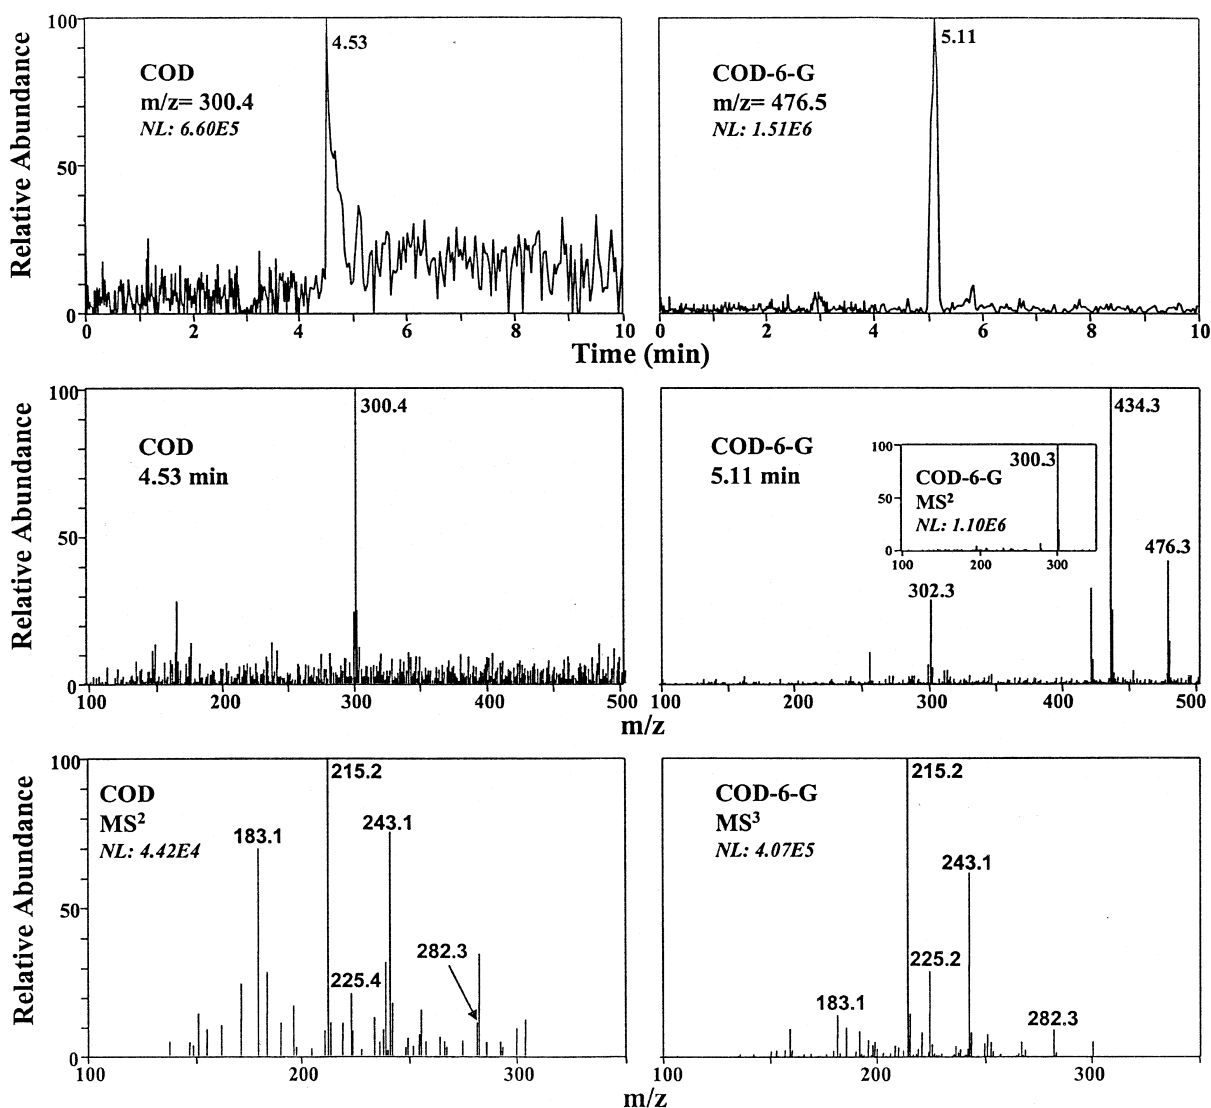 Relative Abundance
100
50
0
4.53
COD
m/z= 300.4
NL: 6.60E5
0 2 4 6 8 10
5.11
COD-6-G
m/z= 476.5
NL: 1.51E6
0 2 4 6 8 10
Time (min)
Relative Abundance
100
50
0
300.4
COD
4.53 min
100 200 300 400 500
434.3
COD-6-G
5.11 min
476.3
302.3
100
50
0
300.3
COD-6-G
MS²
NL: 1.10E6
100 200 300
100 200 300 400 500
m/z
Relative Abundance
100
50
0
COD
MS²
NL: 4.42E4
215.2
183.1
243.1
282.3
225.4
100 200 300
COD-6-G
MS³
NL: 4.07E5
215.2
243.1
225.2
183.1
282.3
100 200 300
m/z